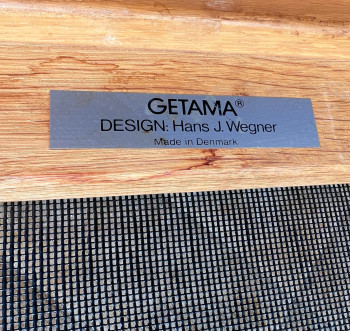 GETAMA®
DESIGN: Hans J. Wegner
Made in Denmark